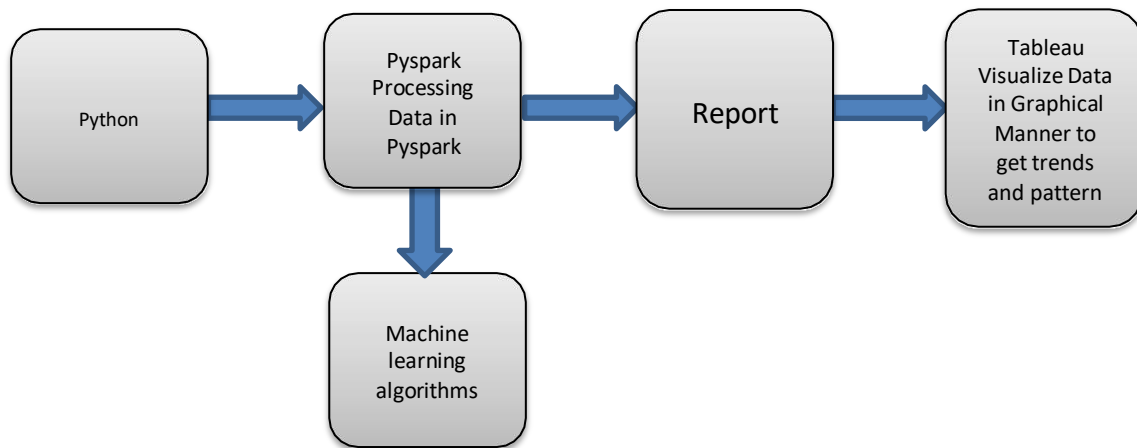 Python
Pyspark
Processing
Data in
Pyspark
Report
Tableau
Visualize Data
in Graphical
Manner to
get trends
and pattern
Machine
learning
algorithms